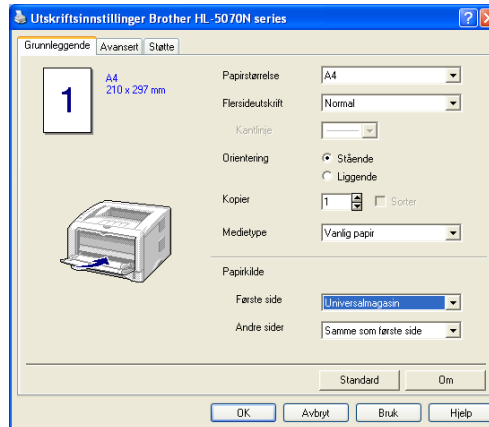 Utskriftsinnstillinger Brother HL-5070N series
Grunnleggende Avansert Støtte
1
A4
210 x 297 mm
Papirstørrelse A4
Flersideutskrift Normal
Kantlinje
Orientering Stående
Liggende
Kopier 1 Sorter
Medietype Vanlig papir
Papirkilde
Første side Universalmagasin
Andre sider Samme som første side
Standard Om
OK Avbryt Bruk Hjelp